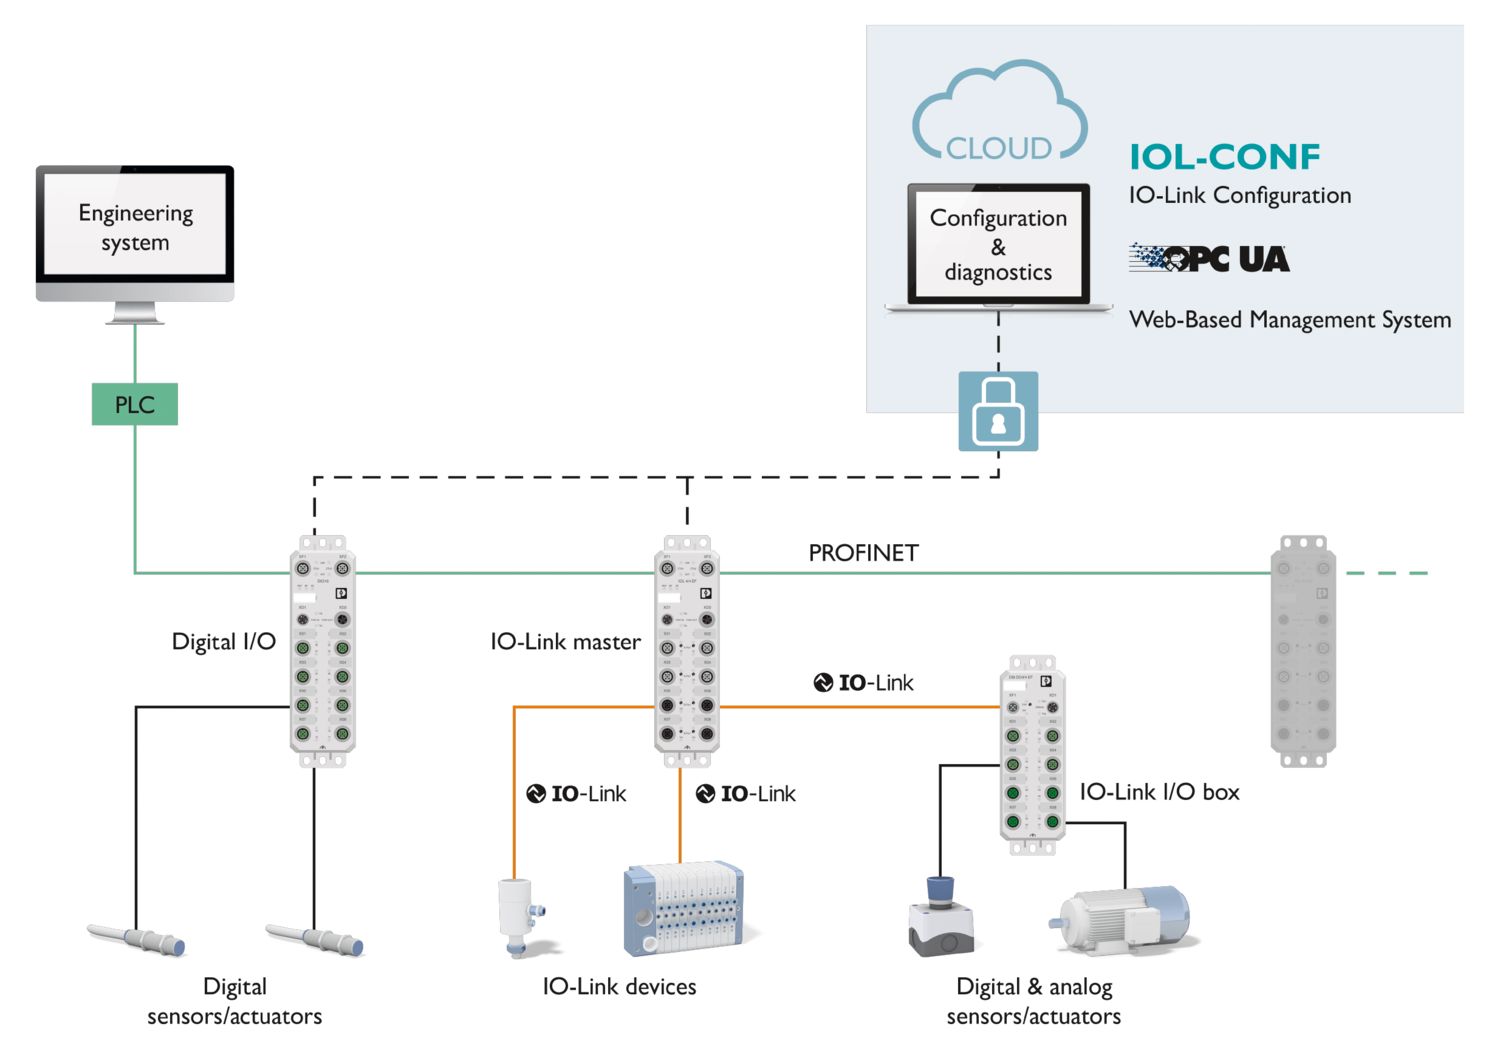 CLOUD
IOL-CONF
IO-Link Configuration
Engineering
system
Configuration
&
diagnostics
OPC UA
Web-Based Management System
PLC
PROFINET
Digital I/O
IO-Link master
IO-Link
IO-Link
IO-Link
IO-Link I/O box
Digital
sensors/actuators
IO-Link devices
Digital & analog
sensors/actuators